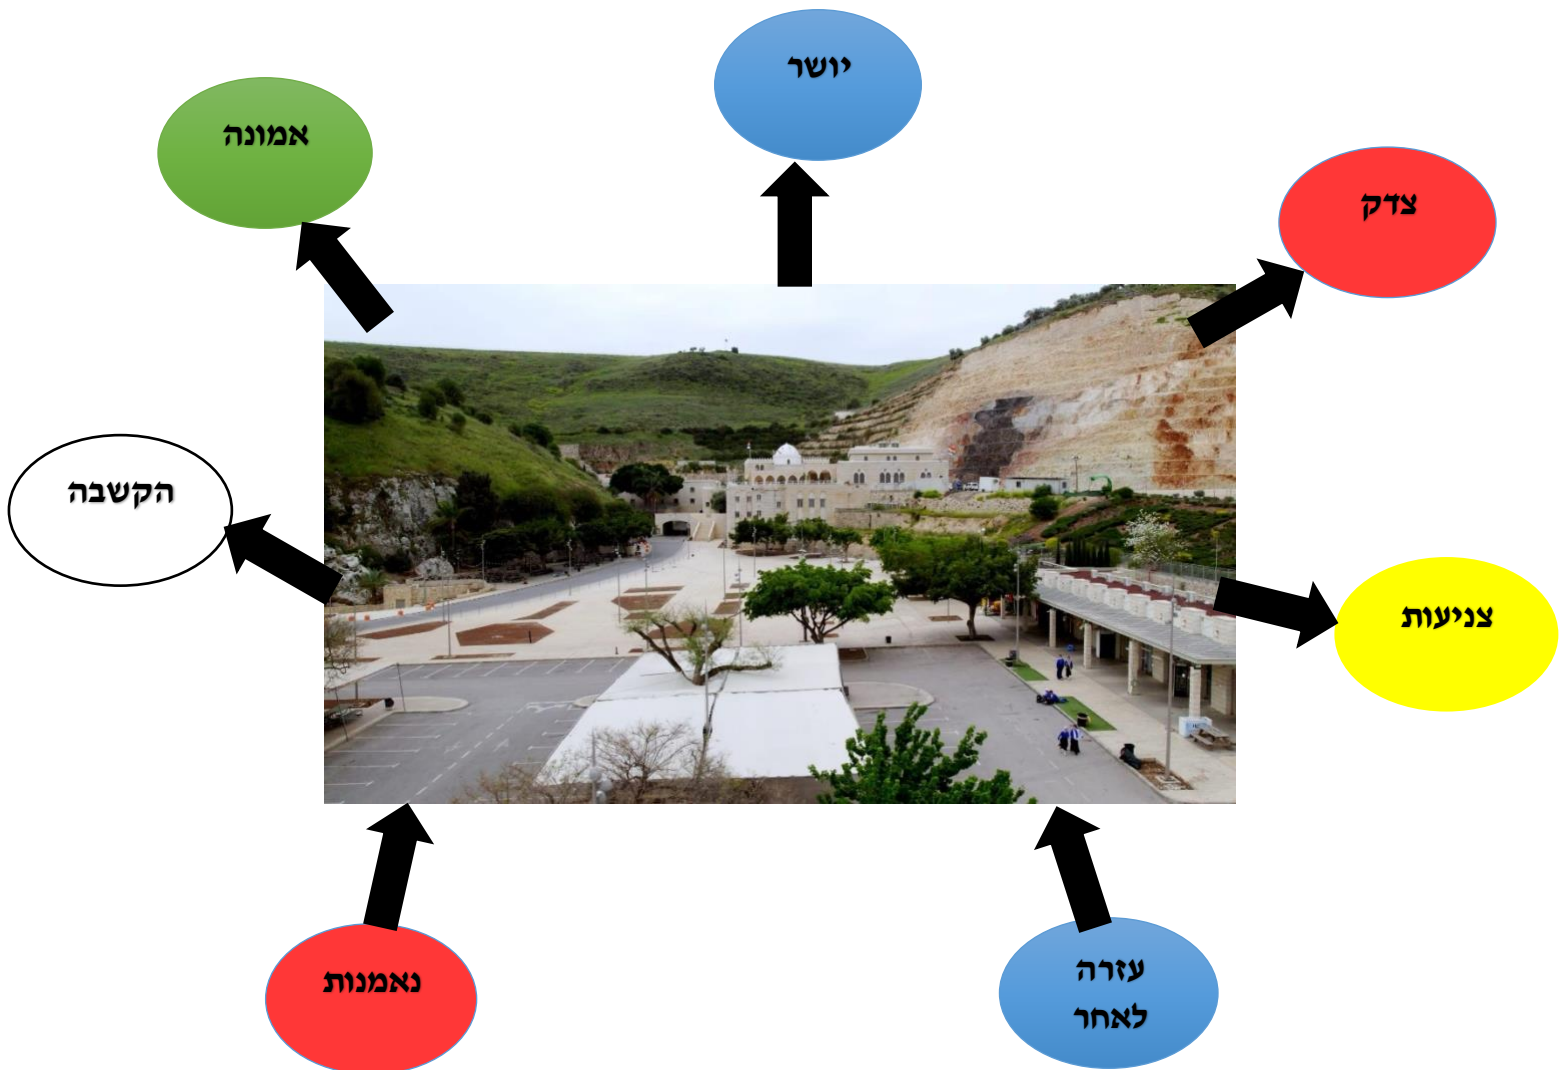 יושר
אמונה
צדק
הקשבה
צניעות
נאמנות
עזרה
לאחר